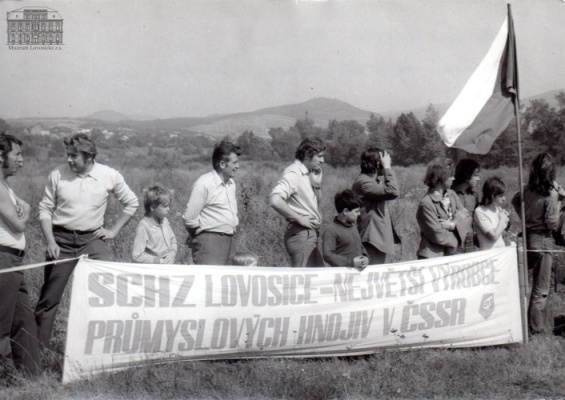 Muzeum Lovosicka z.s.
SCHZ LOVOSICE-NEJVĚTŠÍ VÝROBCE
PRŮMYSLOVÝCH HNOJIV V ČSSR